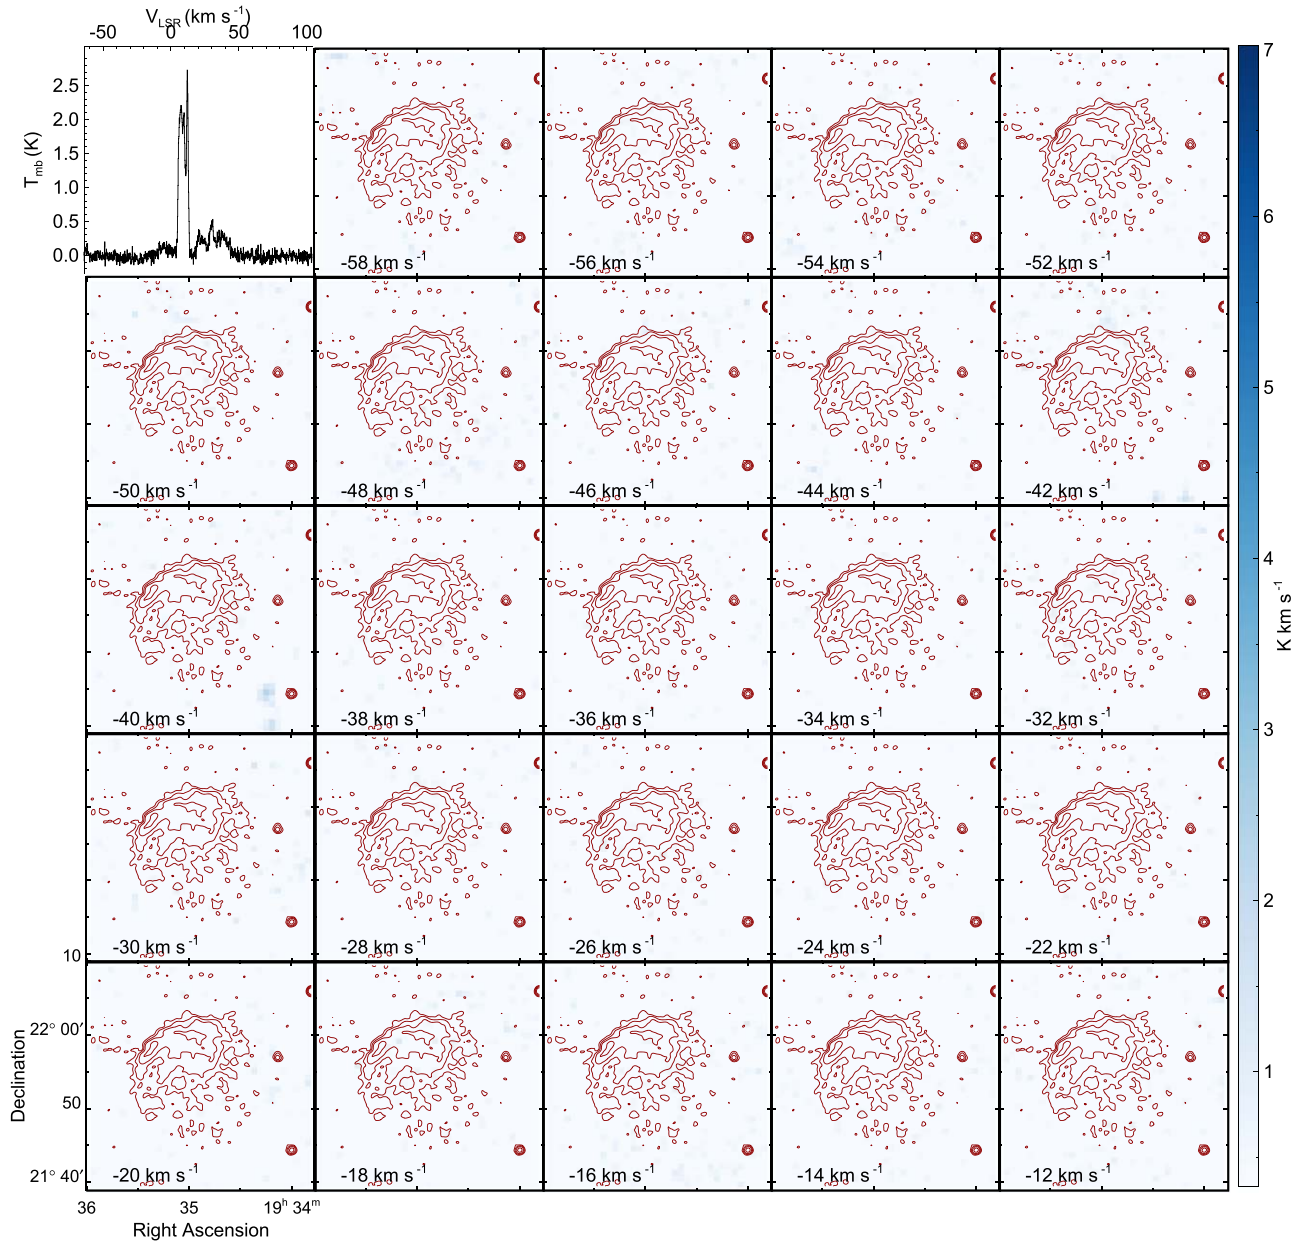 V_LSR (km s^-1)
-50 0 50 100
T_mb (K)
2.5
2.0
1.5
1.0
0.5
0.0
-58 km s^-1
-56 km s^-1
-54 km s^-1
-52 km s^-1
-50 km s^-1
-48 km s^-1
-46 km s^-1
-44 km s^-1
-42 km s^-1
-40 km s^-1
-38 km s^-1
-36 km s^-1
-34 km s^-1
-32 km s^-1
-30 km s^-1
-28 km s^-1
-26 km s^-1
-24 km s^-1
-22 km s^-1
-20 km s^-1
-18 km s^-1
-16 km s^-1
-14 km s^-1
-12 km s^-1
10
22° 00′
50
21° 40′
Declination
36 35 19h 34m
Right Ascension
7
6
5
4
3
2
1
K km s^-1